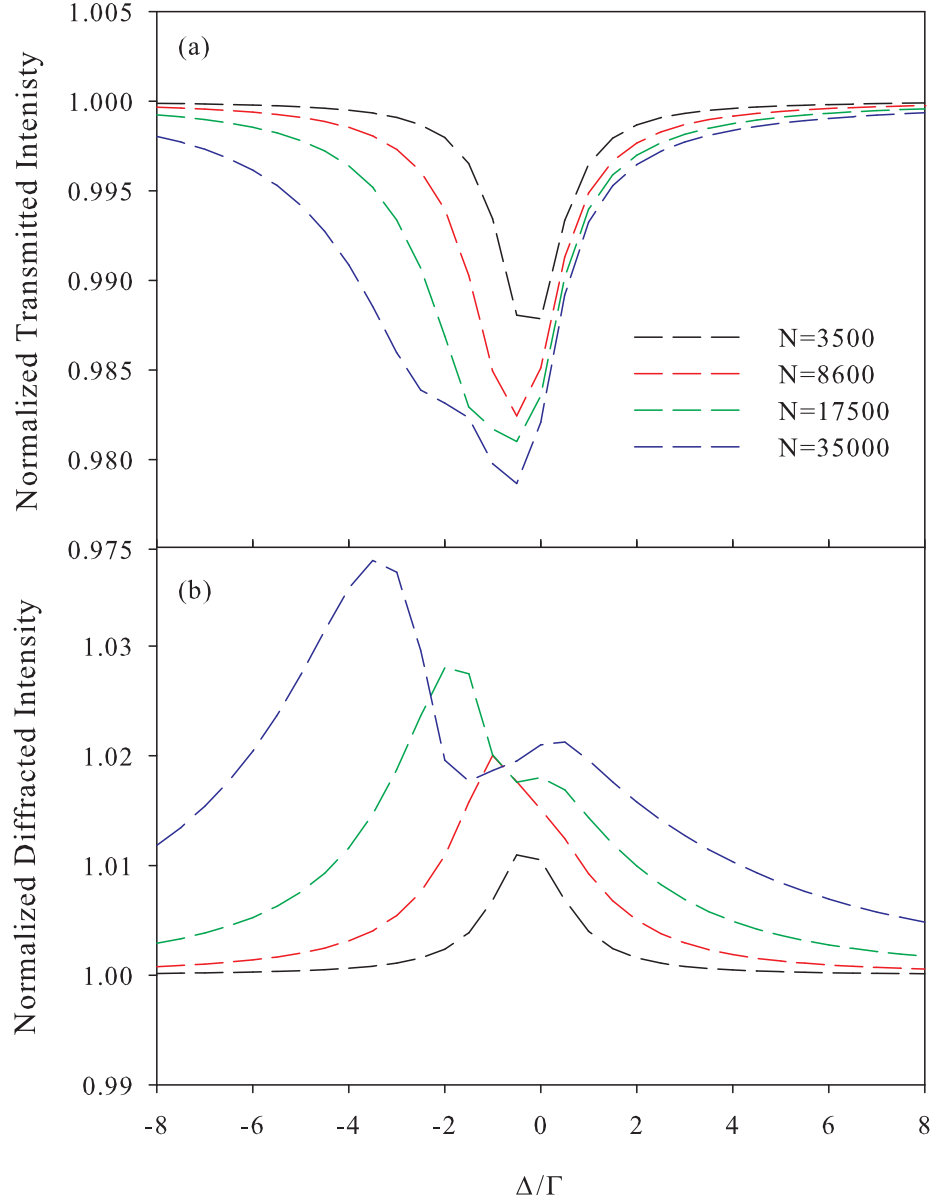 1.005
(a)
1.000
0.995
0.990
0.985
0.980
0.975
Normalized Transmitted Intenisty
N=3500
N=8600
N=17500
N=35000
(b)
1.03
1.02
1.01
1.00
0.99
Normalized Diffracted Intensity
-8 -6 -4 -2 0 2 4 6 8
Δ/Γ